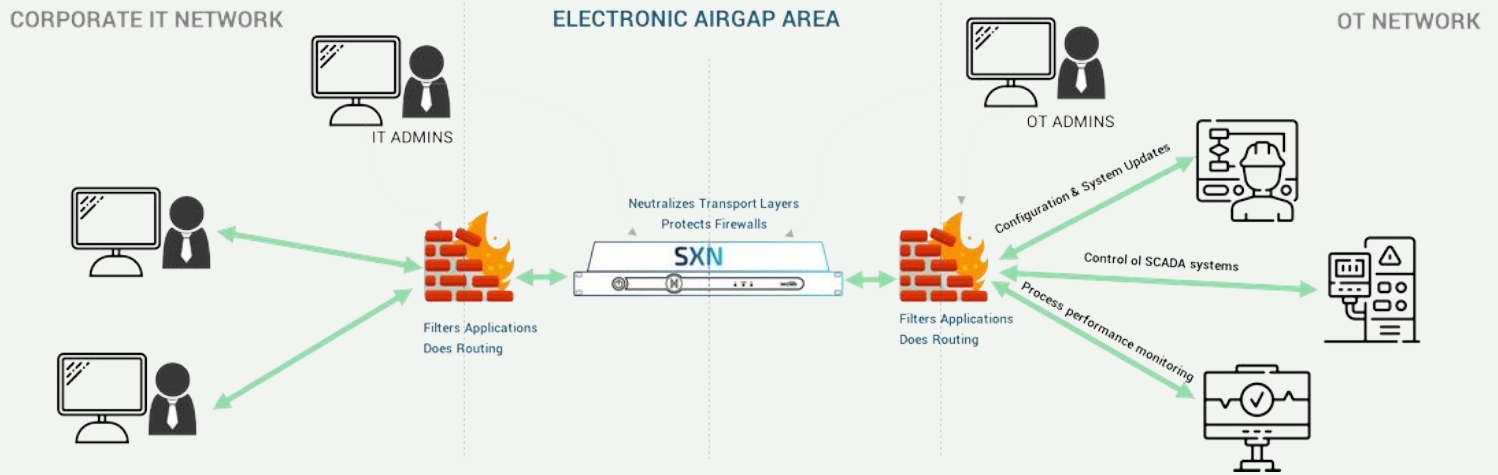 CORPORATE IT NETWORK
ELECTRONIC AIRGAP AREA
OT NETWORK
IT ADMINS
OT ADMINS
Neutralizes Transport Layers
Protects Firewalls
SXN
Filters Applications
Does Routing
Filters Applications
Does Routing
Configuration & System Updates
Control of SCADA systems
Process performance monitoring